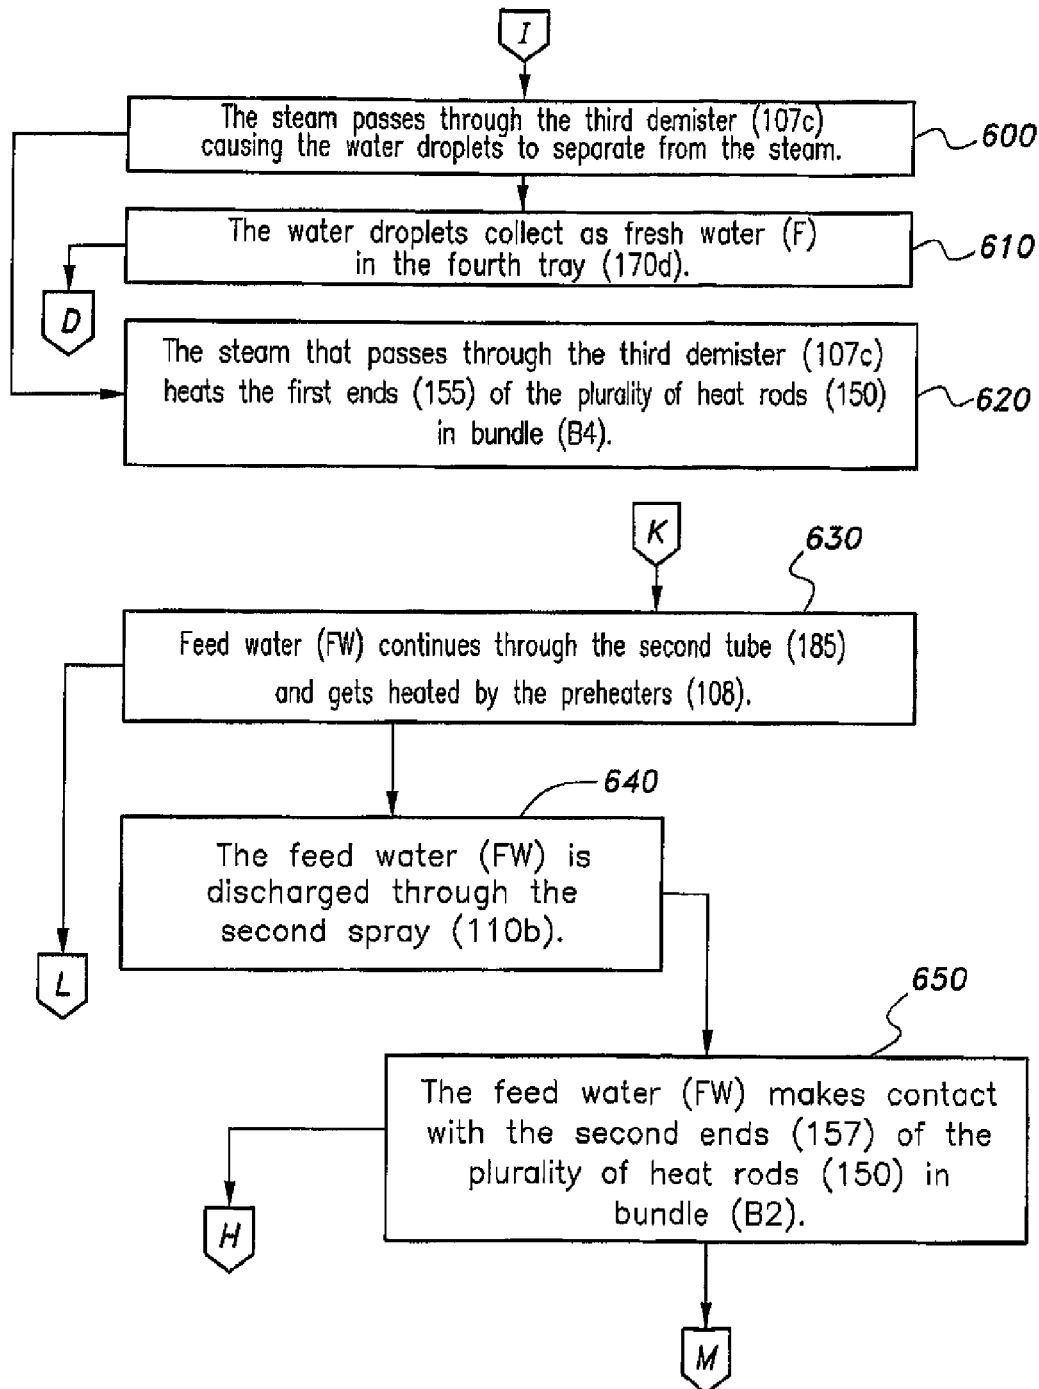 I
The steam passes through the third demister (107c)
causing the water droplets to separate from the steam.
600
The water droplets collect as fresh water (F)
in the fourth tray (170d).
610
D
The steam that passes through the third demister (107c)
heats the first ends (155) of the plurality of heat rods (150)
in bundle (B4).
620
K
630
Feed water (FW) continues through the second tube (185)
and gets heated by the preheaters (108).
640
The feed water (FW) is
discharged through the
second spray (110b).
L
650
The feed water (FW) makes contact
with the second ends (157) of the
plurality of heat rods (150) in
bundle (B2).
H
M